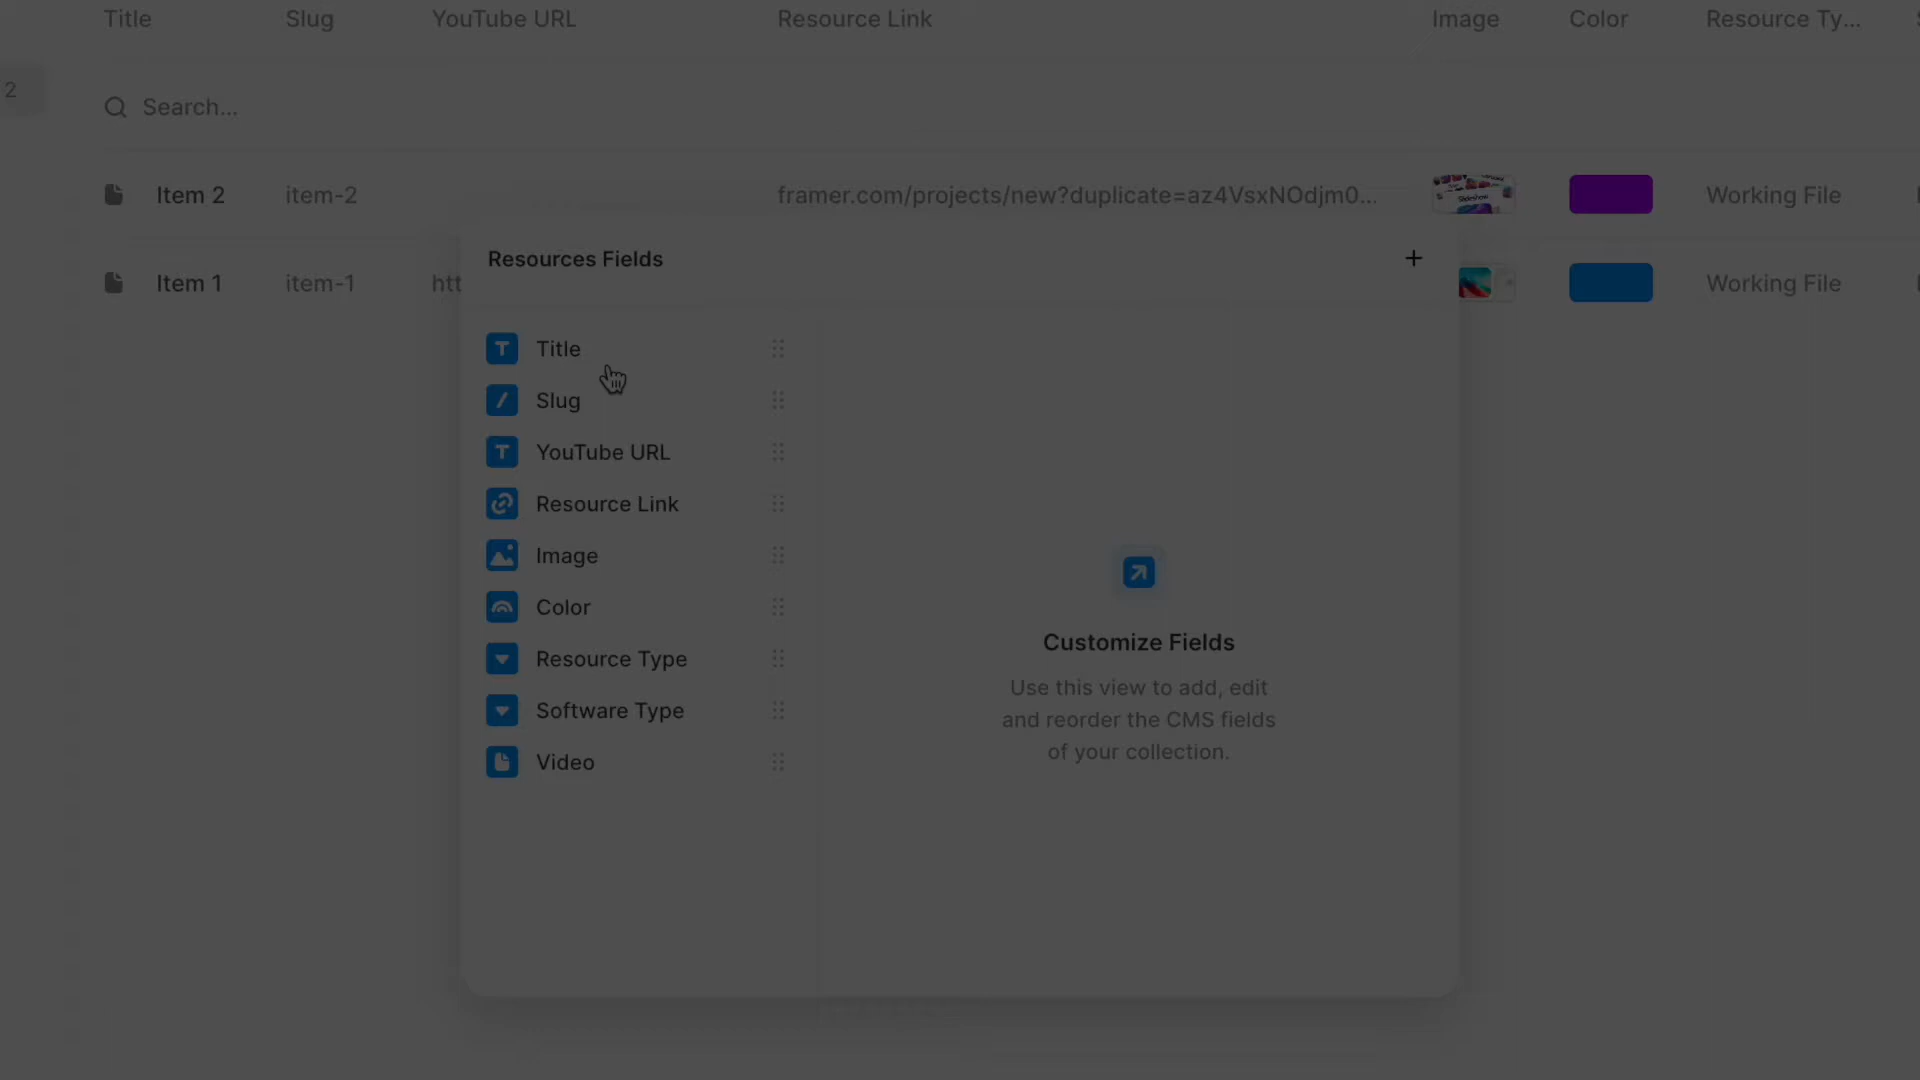 Title Slug YouTube URL Resource Link Image Color Resource Ty...
2
Search...
Item 2 item-2 framer.com/projects/new?duplicate=az4VsxNOdjm0... Slideshow Working File
Item 1 item-1 htt Working File
Resources Fields +
Title
Slug
YouTube URL
Resource Link
Image
Color
Resource Type
Software Type
Video
Customize Fields
Use this view to add, edit
and reorder the CMS fields
of your collection.